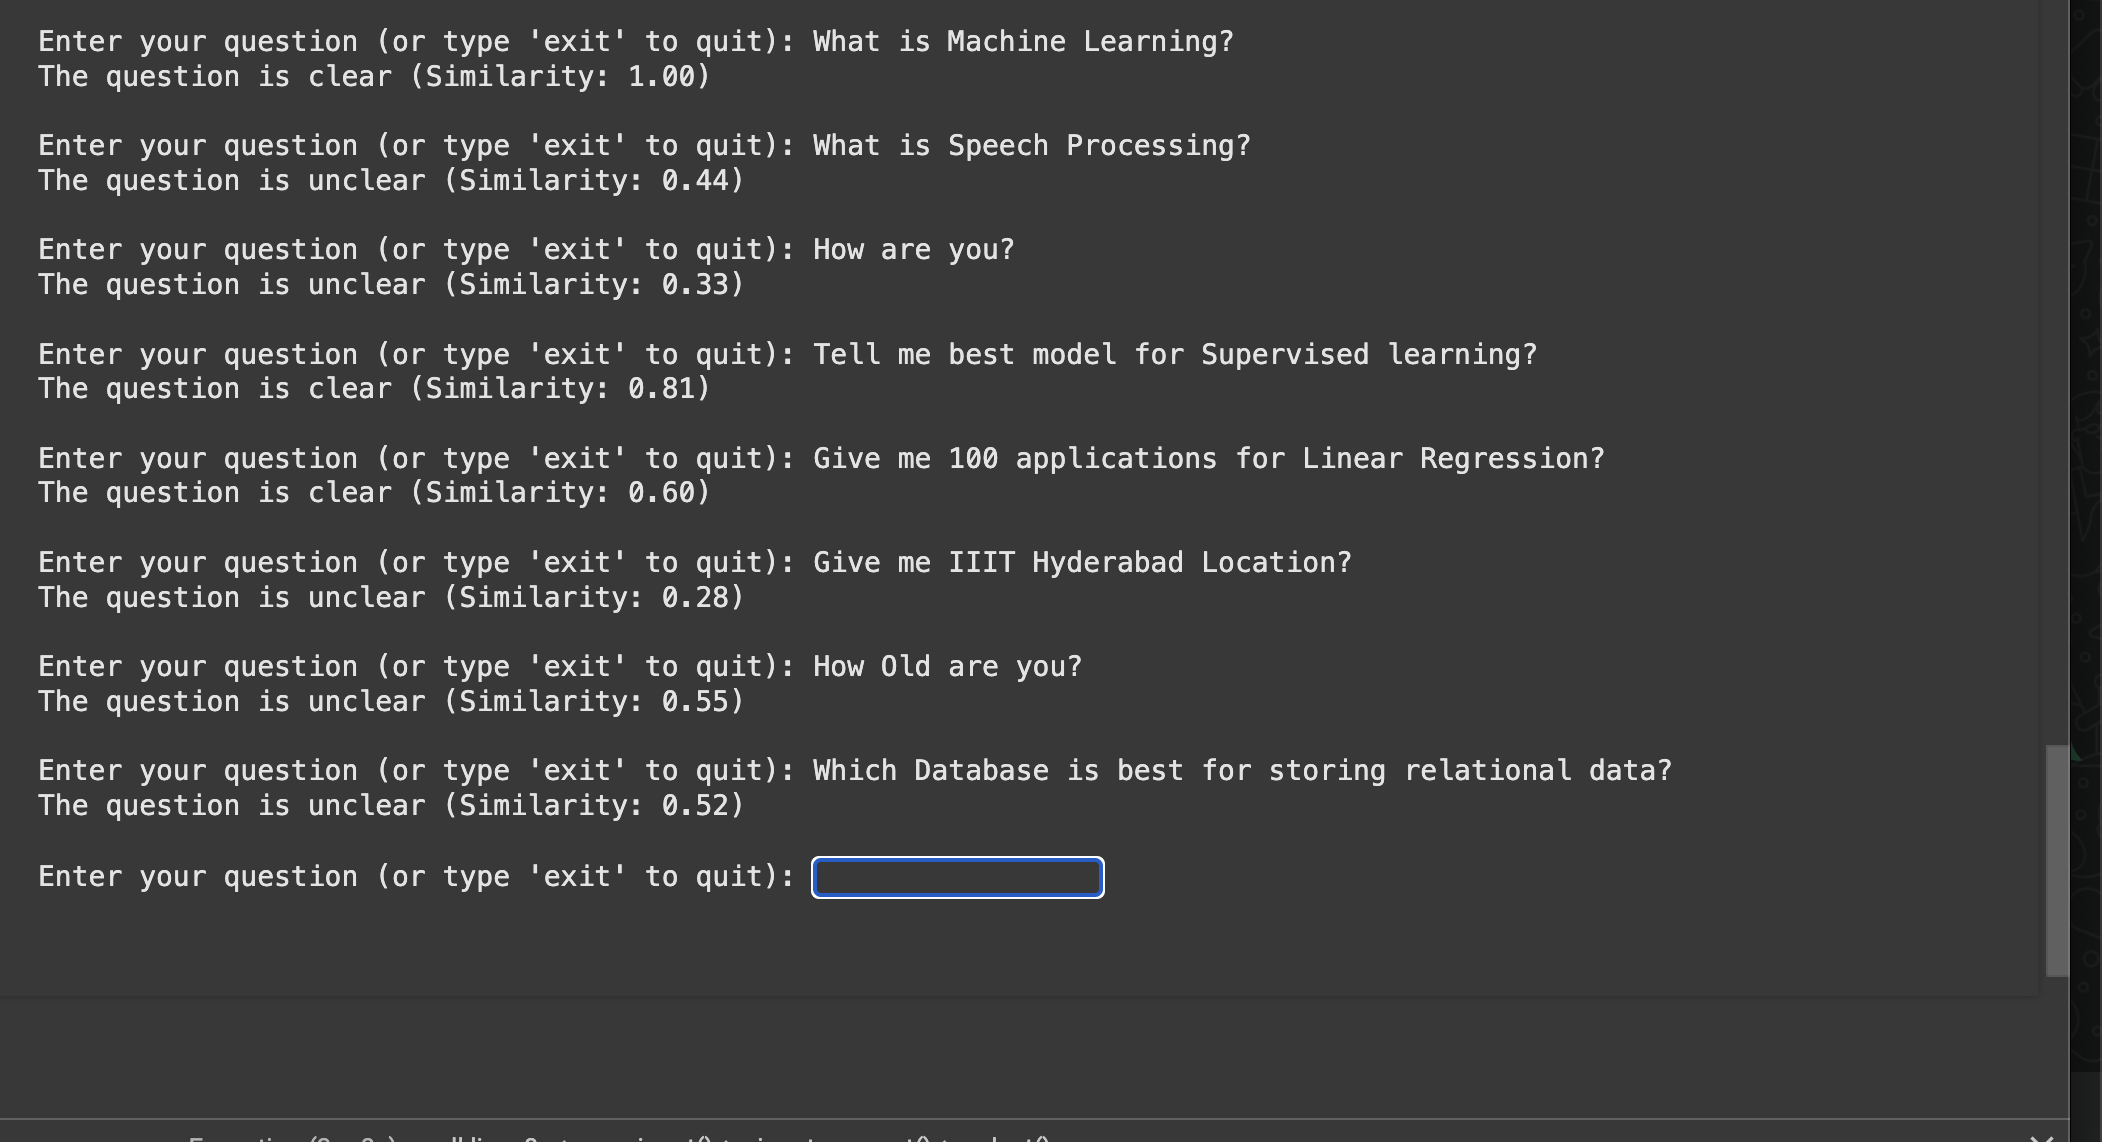 Enter your question (or type 'exit' to quit): What is Machine Learning?
The question is clear (Similarity: 1.00)
Enter your question (or type 'exit' to quit): What is Speech Processing?
The question is unclear (Similarity: 0.44)
Enter your question (or type 'exit' to quit): How are you?
The question is unclear (Similarity: 0.33)
Enter your question (or type 'exit' to quit): Tell me best model for Supervised learning?
The question is clear (Similarity: 0.81)
Enter your question (or type 'exit' to quit): Give me 100 applications for Linear Regression?
The question is clear (Similarity: 0.60)
Enter your question (or type 'exit' to quit): Give me IIIT Hyderabad Location?
The question is unclear (Similarity: 0.28)
Enter your question (or type 'exit' to quit): How Old are you?
The question is unclear (Similarity: 0.55)
Enter your question (or type 'exit' to quit): Which Database is best for storing relational data?
The question is unclear (Similarity: 0.52)
Enter your question (or type 'exit' to quit):